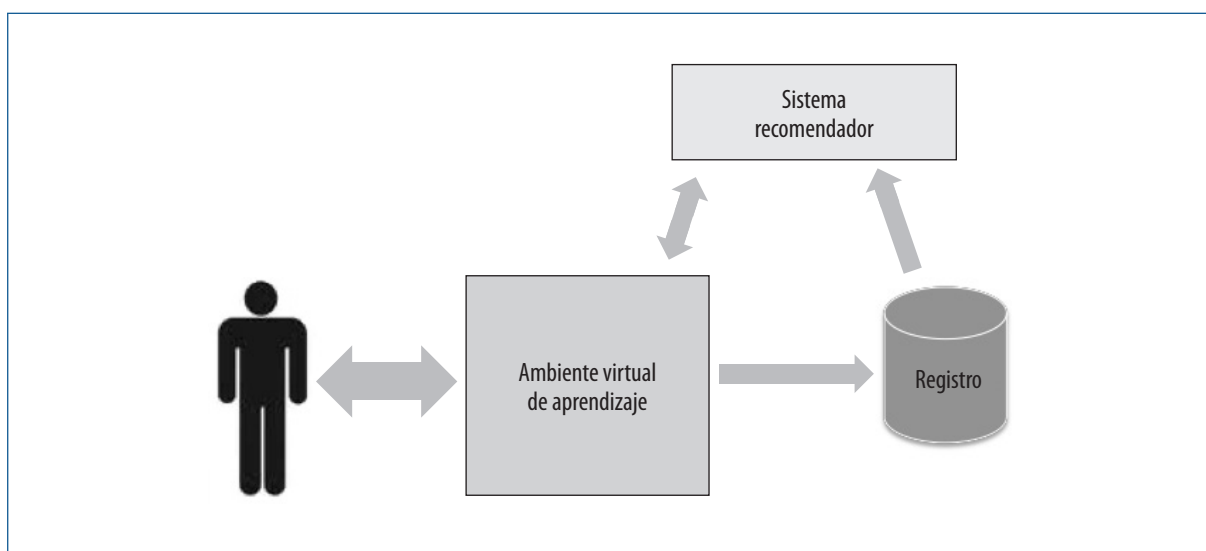 Sistema
recomendador
Ambiente virtual
de aprendizaje
Registro